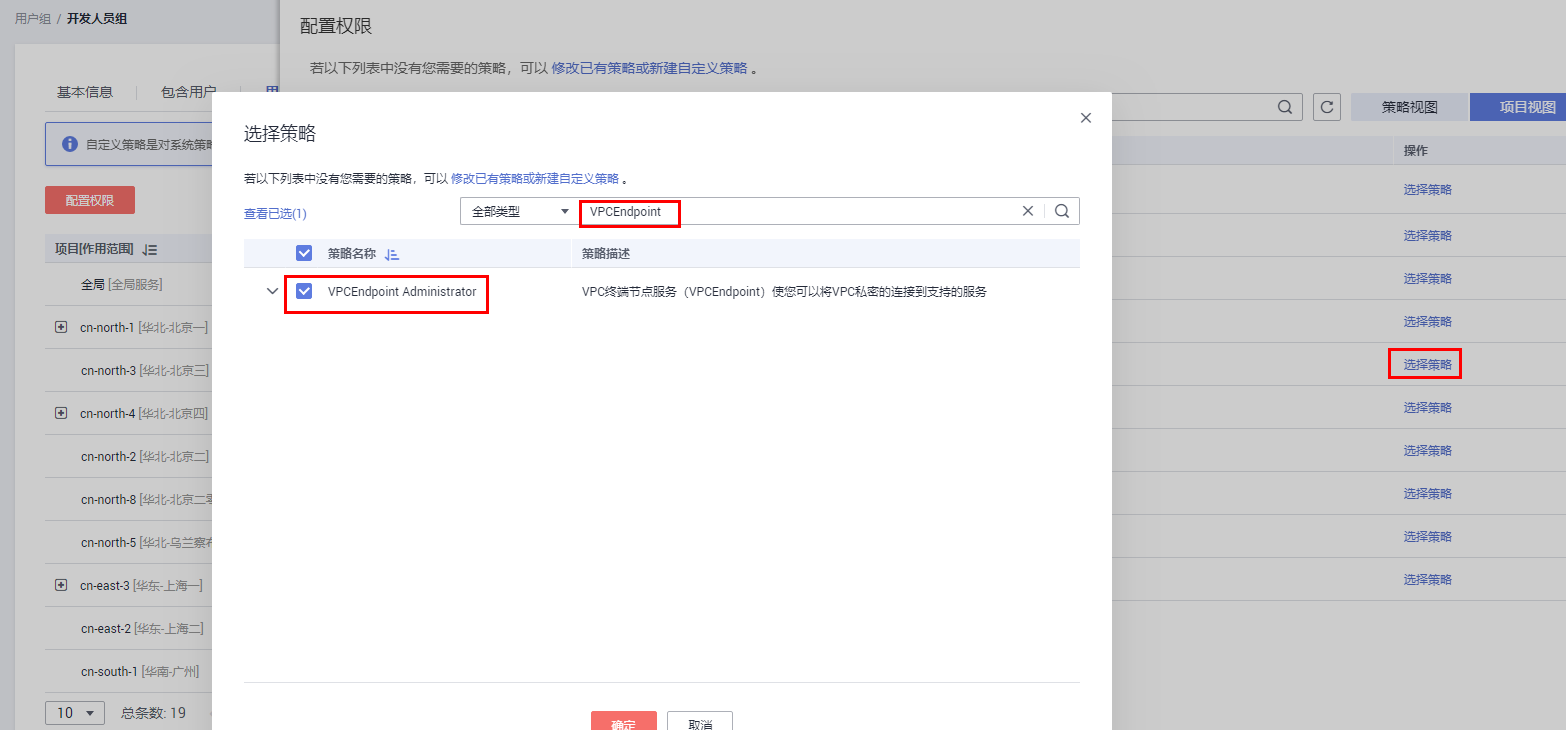 用户组 / 开发人员组
配置权限
若以下列表中没有您需要的策略，可以 修改已有策略或新建自定义策略 。
基本信息
包含用户
策略视图
项目视图
自定义策略是对系统策略
配置权限
项目[作用范围]
全局 [全局服务]
cn-north-1 [华北-北京一]
cn-north-3 [华北-北京三]
cn-north-4 [华北-北京四]
cn-north-2 [华北-北京二]
cn-north-8 [华北-北京二零
cn-north-5 [华北-乌兰察布
cn-east-3 [华东-上海一]
cn-east-2 [华东-上海二]
cn-south-1 [华南-广州]
10
总条数: 19
选择策略
若以下列表中没有您需要的策略，可以 修改已有策略或新建自定义策略 。
查看已选(1)
全部类型
VPCEndpoint
策略名称
策略描述
VPCEndpoint Administrator
VPC终端节点服务（VPCEndpoint）使您可以将VPC私密的连接到支持的服务
确定
取消
操作
选择策略
选择策略
选择策略
选择策略
选择策略
选择策略
选择策略
选择策略
选择策略
选择策略